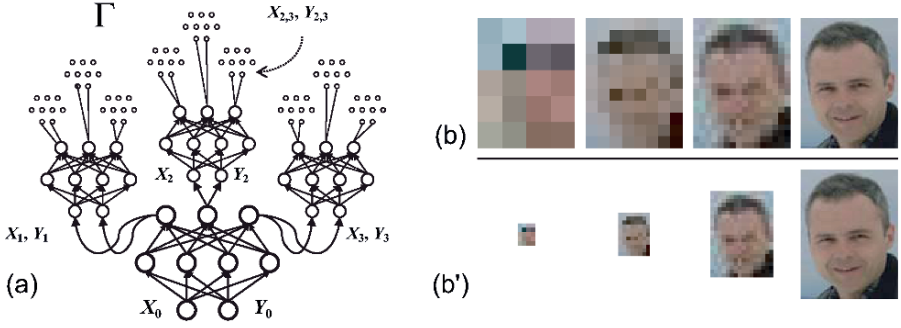 Γ
X2,3, Y2,3
X2 Y2
X1, Y1
X3, Y3
(a)
X0 Y0
(b)
(b')